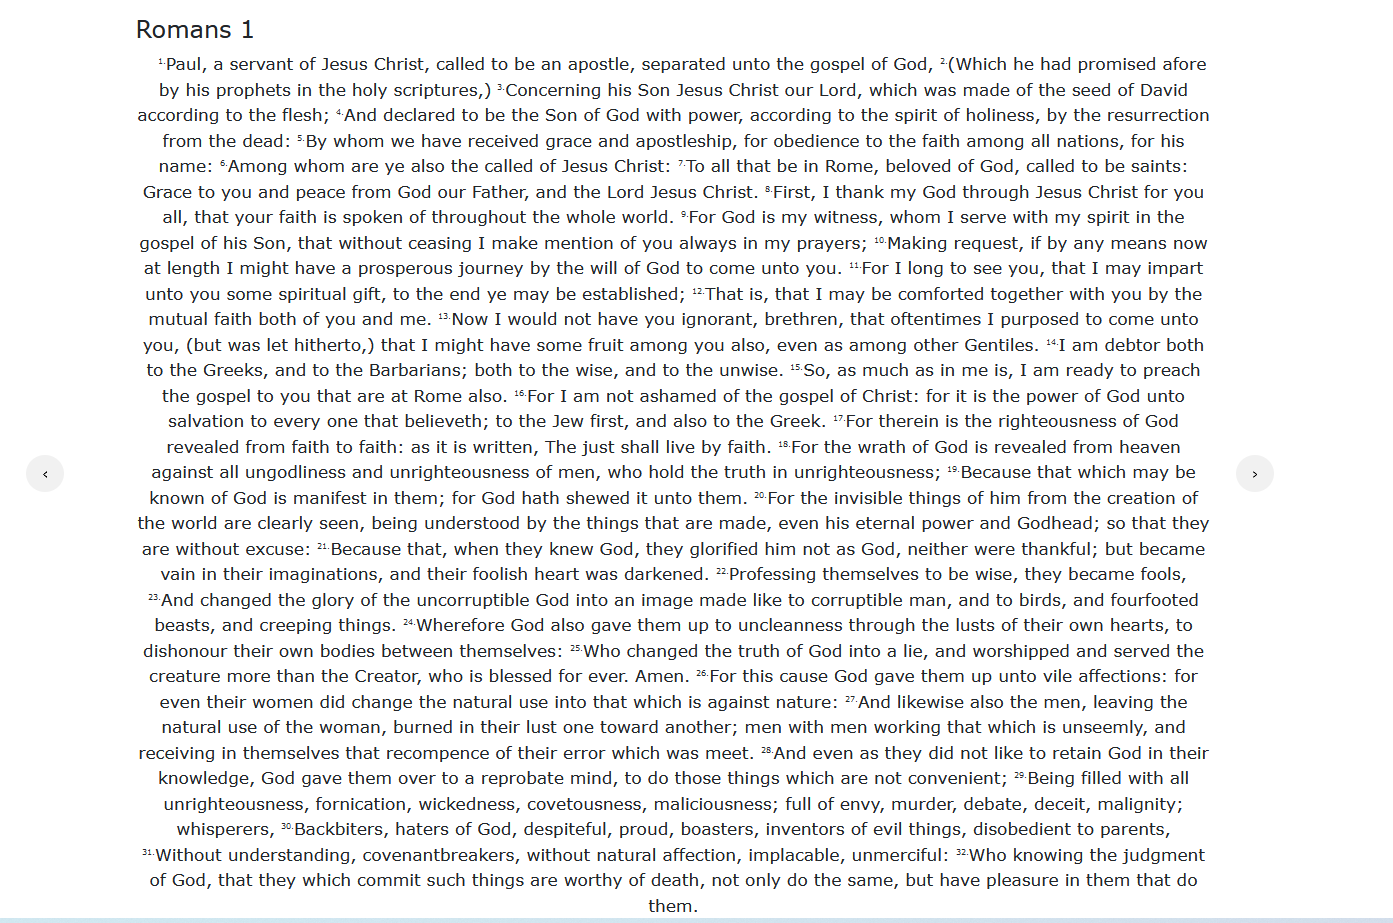 Romans 1
1.Paul, a servant of Jesus Christ, called to be an apostle, separated unto the gospel of God, 2.(Which he had promised afore
by his prophets in the holy scriptures,) 3.Concerning his Son Jesus Christ our Lord, which was made of the seed of David
according to the flesh; 4.And declared to be the Son of God with power, according to the spirit of holiness, by the resurrection
from the dead: 5.By whom we have received grace and apostleship, for obedience to the faith among all nations, for his
name: 6.Among whom are ye also the called of Jesus Christ: 7.To all that be in Rome, beloved of God, called to be saints:
Grace to you and peace from God our Father, and the Lord Jesus Christ. 8.First, I thank my God through Jesus Christ for you
all, that your faith is spoken of throughout the whole world. 9.For God is my witness, whom I serve with my spirit in the
gospel of his Son, that without ceasing I make mention of you always in my prayers; 10.Making request, if by any means now
at length I might have a prosperous journey by the will of God to come unto you. 11.For I long to see you, that I may impart
unto you some spiritual gift, to the end ye may be established; 12.That is, that I may be comforted together with you by the
mutual faith both of you and me. 13.Now I would not have you ignorant, brethren, that oftentimes I purposed to come unto
you, (but was let hitherto,) that I might have some fruit among you also, even as among other Gentiles. 14.I am debtor both
to the Greeks, and to the Barbarians; both to the wise, and to the unwise. 15.So, as much as in me is, I am ready to preach
the gospel to you that are at Rome also. 16.For I am not ashamed of the gospel of Christ: for it is the power of God unto
salvation to every one that believeth; to the Jew first, and also to the Greek. 17.For therein is the righteousness of God
revealed from faith to faith: as it is written, The just shall live by faith. 18.For the wrath of God is revealed from heaven
against all ungodliness and unrighteousness of men, who hold the truth in unrighteousness; 19.Because that which may be
known of God is manifest in them; for God hath shewed it unto them. 20.For the invisible things of him from the creation of
the world are clearly seen, being understood by the things that are made, even his eternal power and Godhead; so that they
are without excuse: 21.Because that, when they knew God, they glorified him not as God, neither were thankful; but became
vain in their imaginations, and their foolish heart was darkened. 22.Professing themselves to be wise, they became fools,
23.And changed the glory of the uncorruptible God into an image made like to corruptible man, and to birds, and fourfooted
beasts, and creeping things. 24.Wherefore God also gave them up to uncleanness through the lusts of their own hearts, to
dishonour their own bodies between themselves: 25.Who changed the truth of God into a lie, and worshipped and served the
creature more than the Creator, who is blessed for ever. Amen. 26.For this cause God gave them up unto vile affections: for
even their women did change the natural use into that which is against nature: 27.And likewise also the men, leaving the
natural use of the woman, burned in their lust one toward another; men with men working that which is unseemly, and
receiving in themselves that recompence of their error which was meet. 28.And even as they did not like to retain God in their
knowledge, God gave them over to a reprobate mind, to do those things which are not convenient; 29.Being filled with all
unrighteousness, fornication, wickedness, covetousness, maliciousness; full of envy, murder, debate, deceit, malignity;
whisperers, 30.Backbiters, haters of God, despiteful, proud, boasters, inventors of evil things, disobedient to parents,
31.Without understanding, covenantbreakers, without natural affection, implacable, unmerciful: 32.Who knowing the judgment
of God, that they which commit such things are worthy of death, not only do the same, but have pleasure in them that do
them.